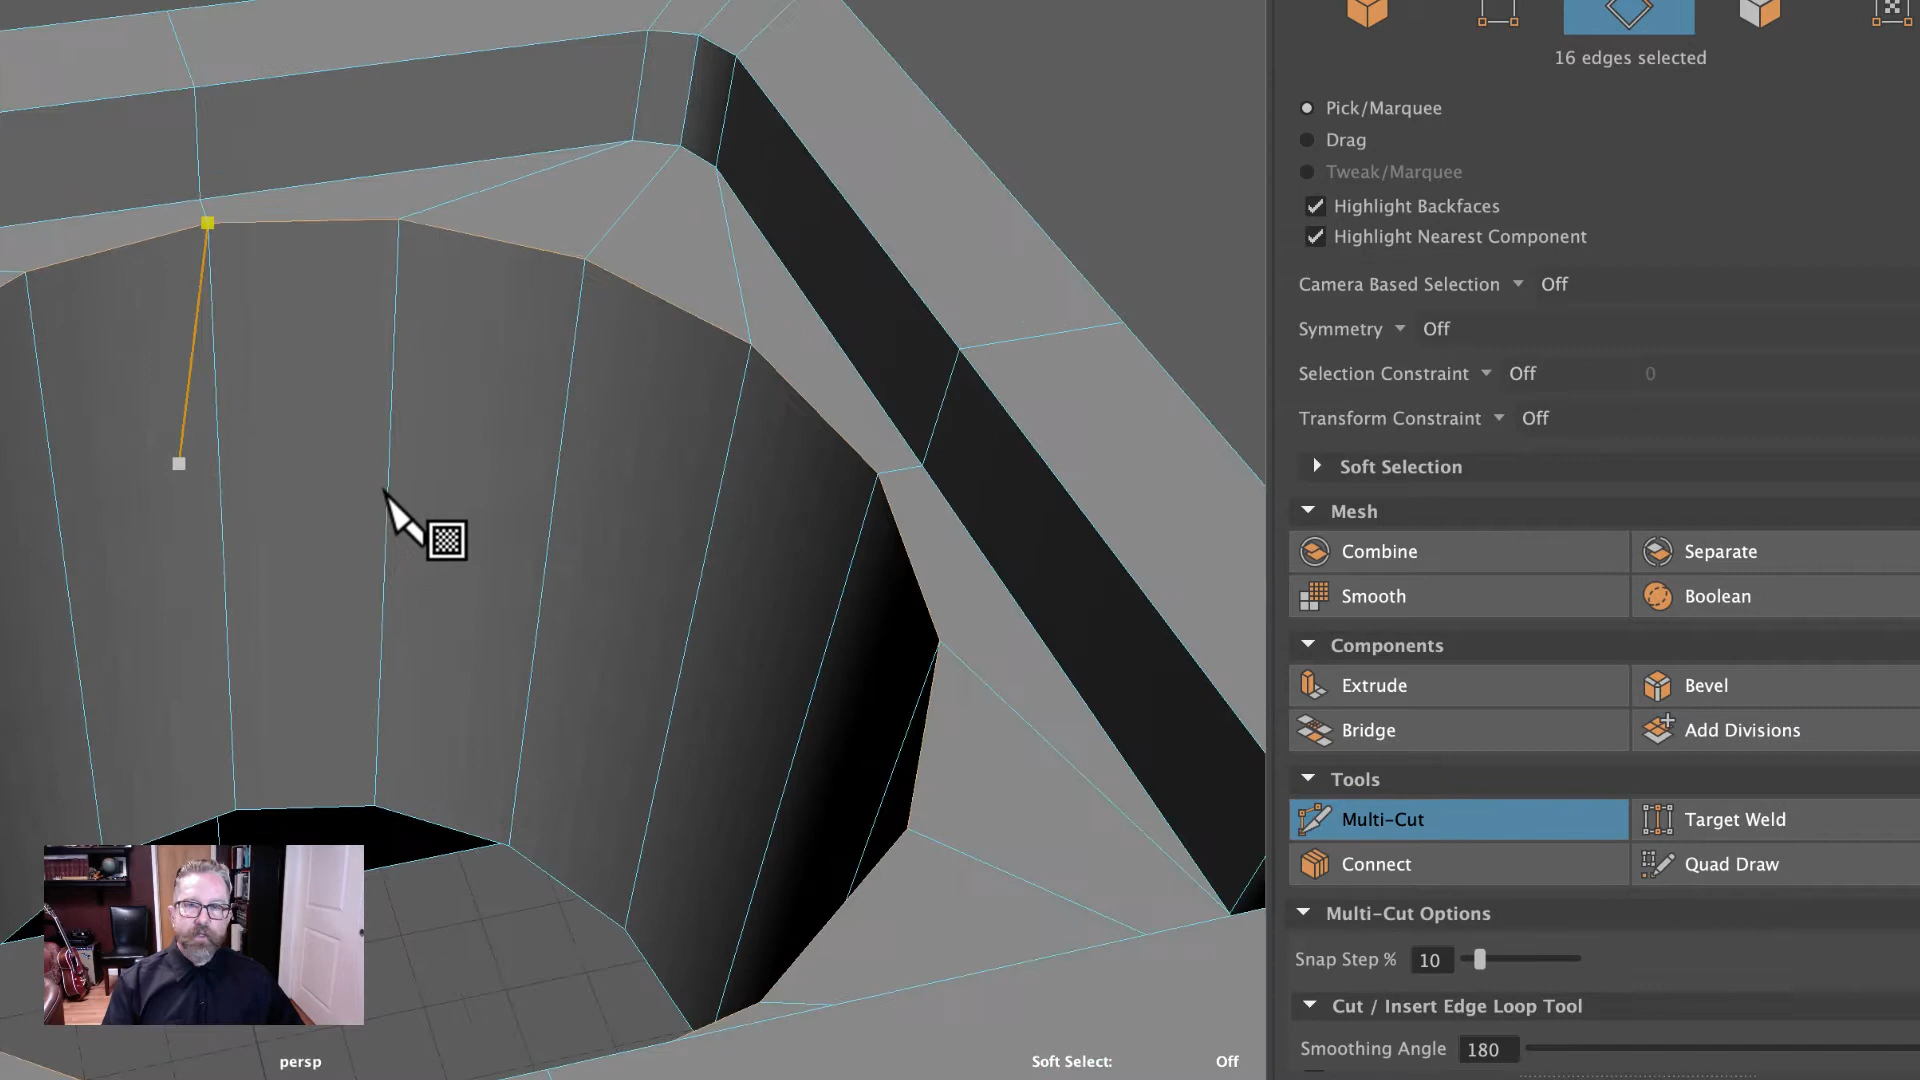 16 edges selected
Pick/Marquee
Drag
Tweak/Marquee
Highlight Backfaces
Highlight Nearest Component
Camera Based Selection Off
Symmetry Off
Selection Constraint Off 0
Transform Constraint Off
Soft Selection
Mesh
Combine Separate
Smooth Boolean
Components
Extrude Bevel
Bridge Add Divisions
Tools
Multi-Cut Target Weld
Connect Quad Draw
Multi-Cut Options
Snap Step % 10
Cut / Insert Edge Loop Tool
Smoothing Angle 180
persp Soft Select: Off